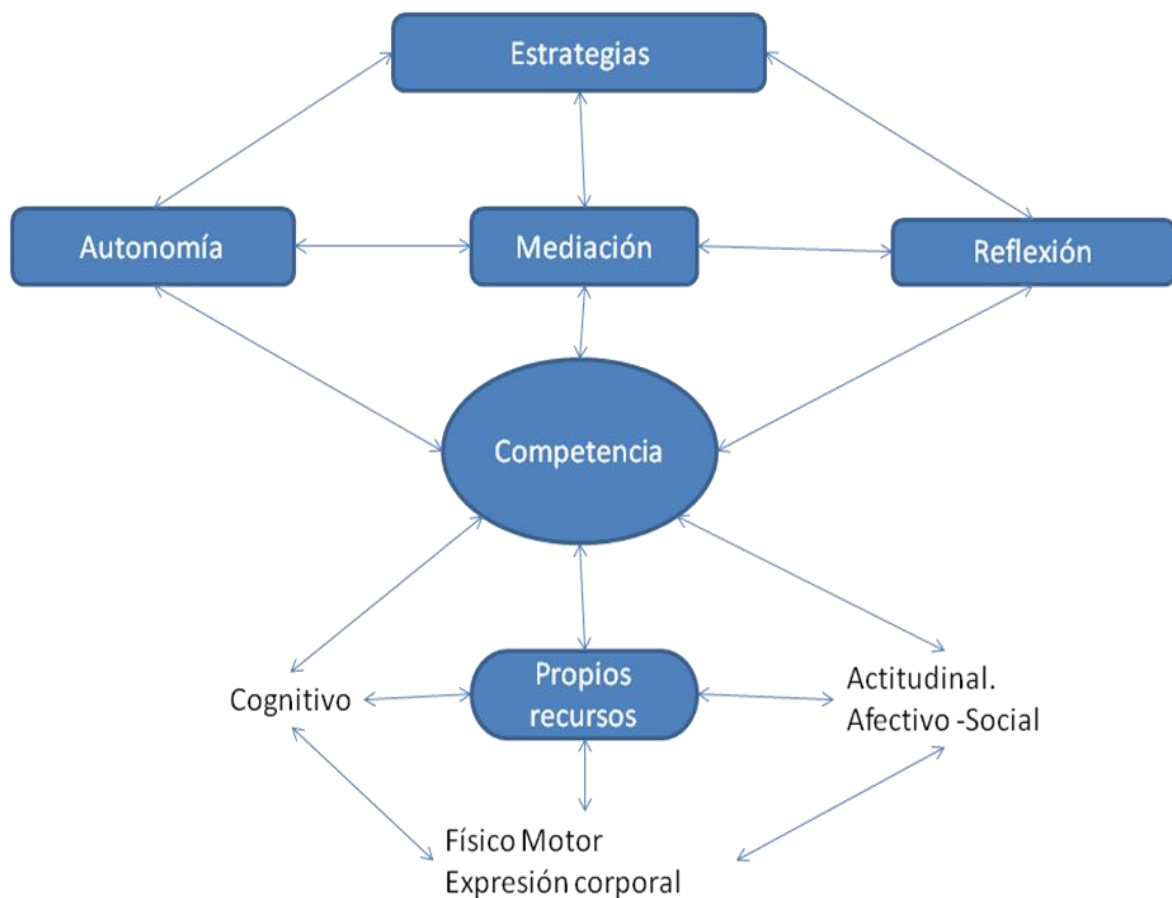 Estrategias
Autonomía
Mediación
Reflexión
Competencia
Cognitivo
Propios
recursos
Actitudinal.
Afectivo -Social
Físico Motor
Expresión corporal